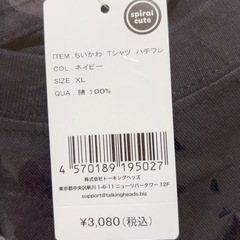 spiral
cute
ITEM ちいかわ Tシャツ ハチワレ
COL. ネイビー
SIZE. XL
QUA. 綿 100%
4 570189 195027
株式会社トーキングヘッズ
東京都中央区新川1-6-11 ニューリバータワー 12F
support@talkingheads.biz
¥3,080(税込)